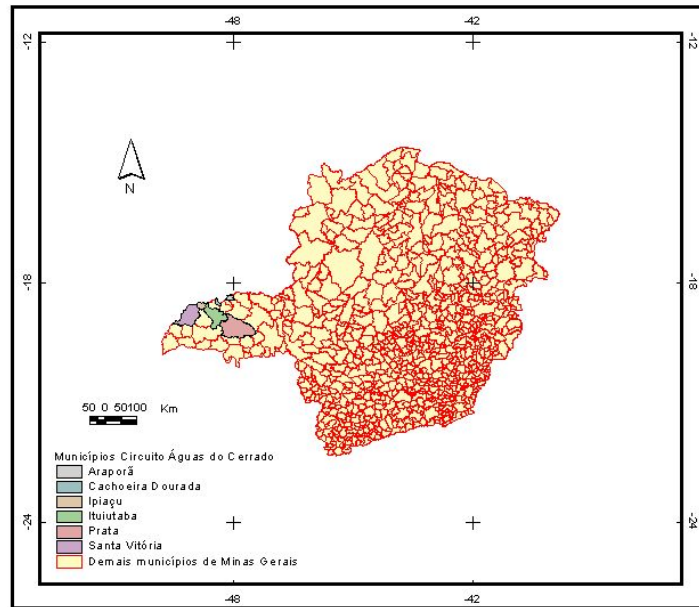 -48 -42
-12 -12
N
-18 -18
50 0 50100 Km
Municípios Circuito Águas do Cerrado
Araporã
Cachoeira Dourada
Ipiaçu
Ituiutaba
Prata
Santa Vitória
Demais municípios de Minas Gerais
-24 -24
-48 -42